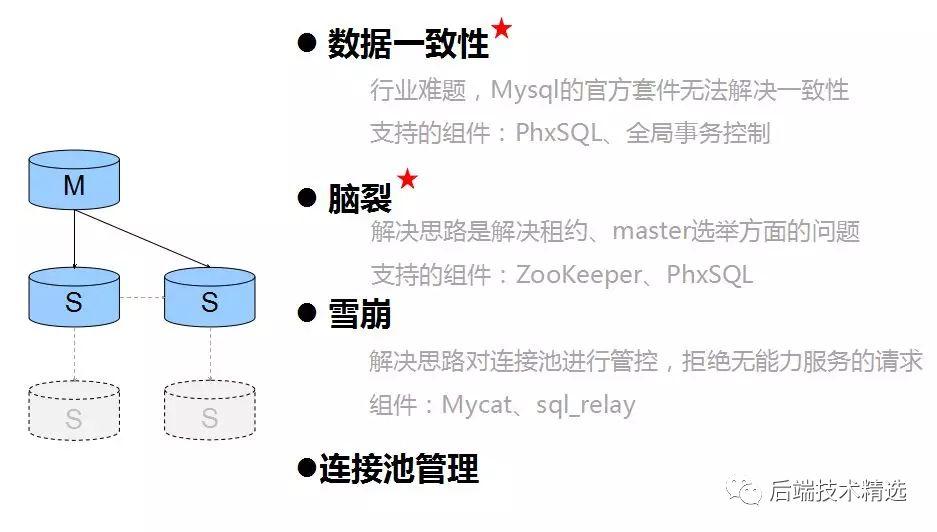 数据一致性
行业难题，Mysql的官方套件无法解决一致性
支持的组件：PhxSQL、全局事务控制
脑裂
解决思路是解决租约、master选举方面的问题
支持的组件：ZooKeeper、PhxSQL
雪崩
解决思路对连接池进行管控，拒绝无能力服务的请求
组件：Mycat、sql_relay
连接池管理
M
S S
S S
后端技术精选